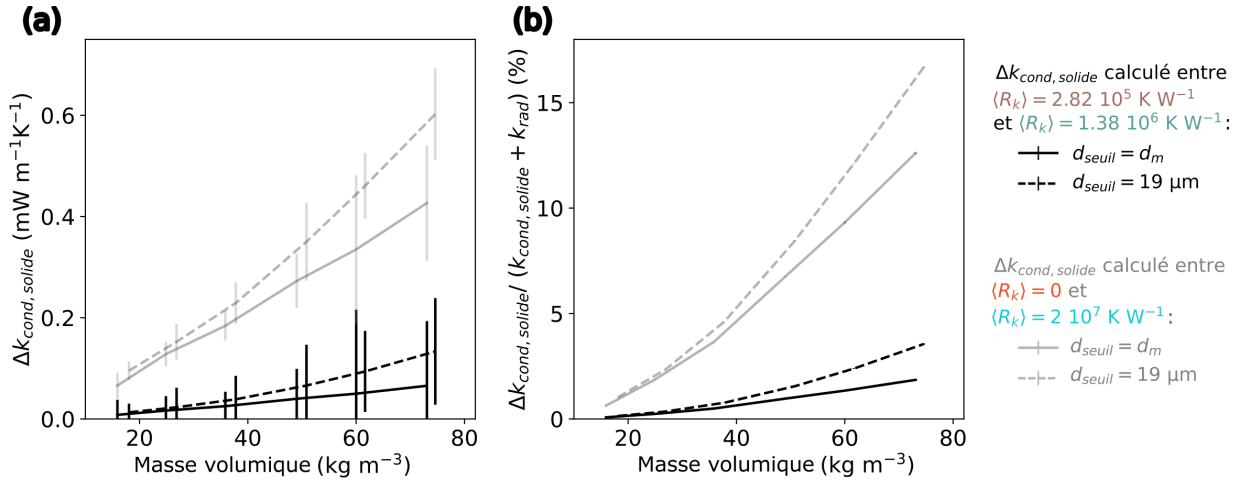 (a)
0.6
0.4
0.2
0.0
20
40
60
80
Δk_{cond,solide} (mW m⁻¹K⁻¹)
Masse volumique (kg m⁻³)
(b)
15
10
5
0
20
40
60
80
Δk_{cond,solide}/ (k_{cond,solide} + k_{rad}) (%)
Masse volumique (kg m⁻³)
Δk_{cond,solide} calculé entre
⟨R_k⟩ = 2.82 10⁵ K W⁻¹
et ⟨R_k⟩ = 1.38 10⁶ K W⁻¹ :
d_{seuil} = d_m
d_{seuil} = 19 μm
Δk_{cond,solide} calculé entre
⟨R_k⟩ = 0 et
⟨R_k⟩ = 2 10⁷ K W⁻¹ :
d_{seuil} = d_m
d_{seuil} = 19 μm